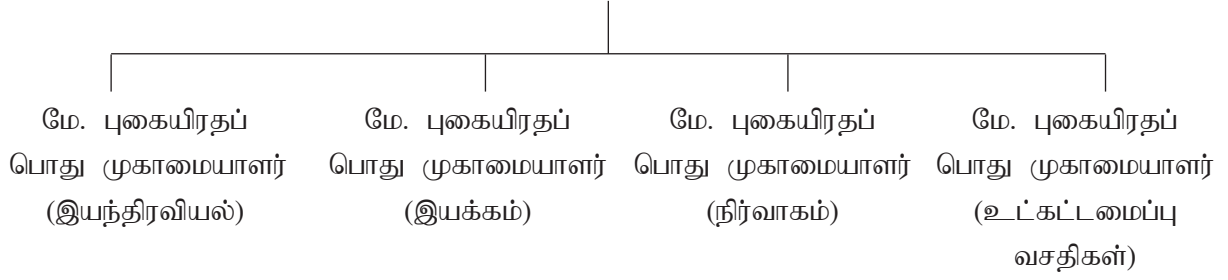 மே. புகையிரதப்
பொது முகாமையாளர்
(இயந்திரவியல்)
மே. புகையிரதப்
பொது முகாமையாளர்
(இயக்கம்)
மே. புகையிரதப்
பொது முகாமையாளர்
(நிர்வாகம்)
மே. புகையிரதப்
பொது முகாமையாளர்
(உட்கட்டமைப்பு
வசதிகள்)